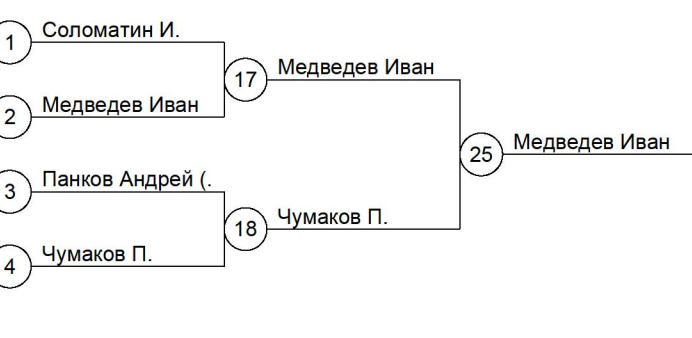 1 Соломатин И.
17 Медведев Иван
2 Медведев Иван
25 Медведев Иван
3 Панков Андрей (.
18 Чумаков П.
4 Чумаков П.